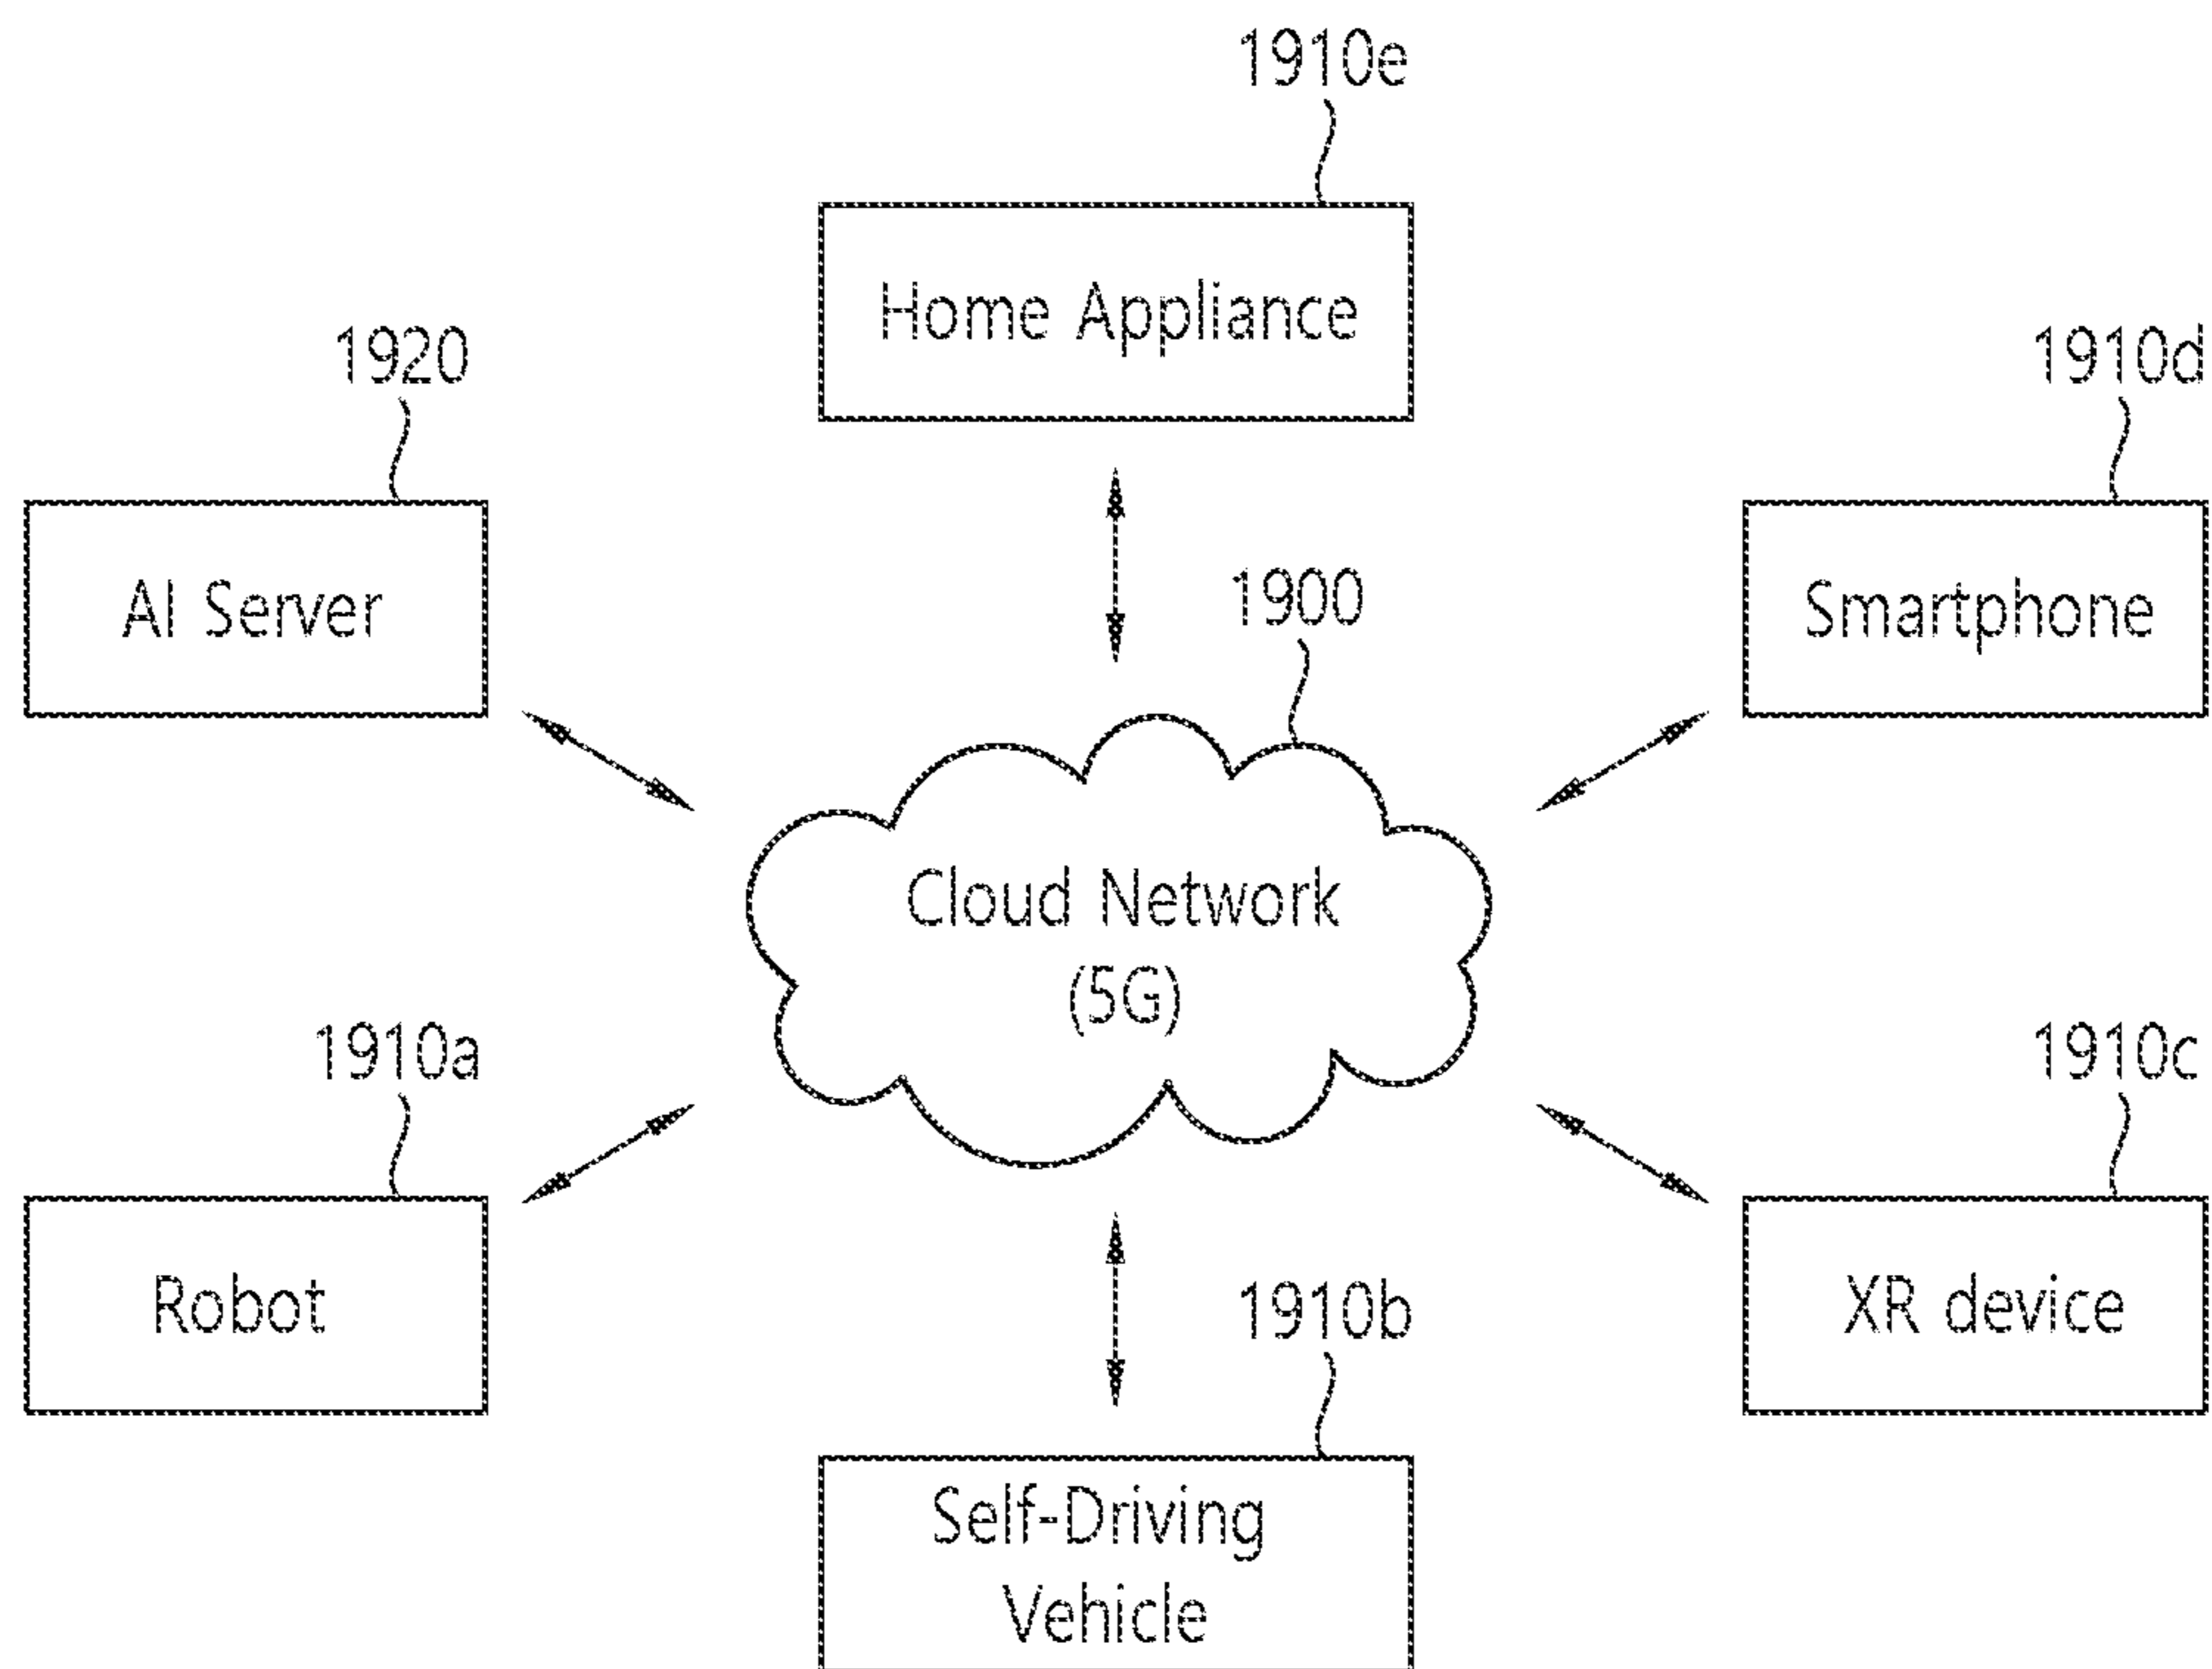 1910e
Home Appliance
1920
1910d
AI Server
Smartphone
1900
Cloud Network
(5G)
1910a
1910c
Robot
XR device
1910b
Self-Driving
Vehicle